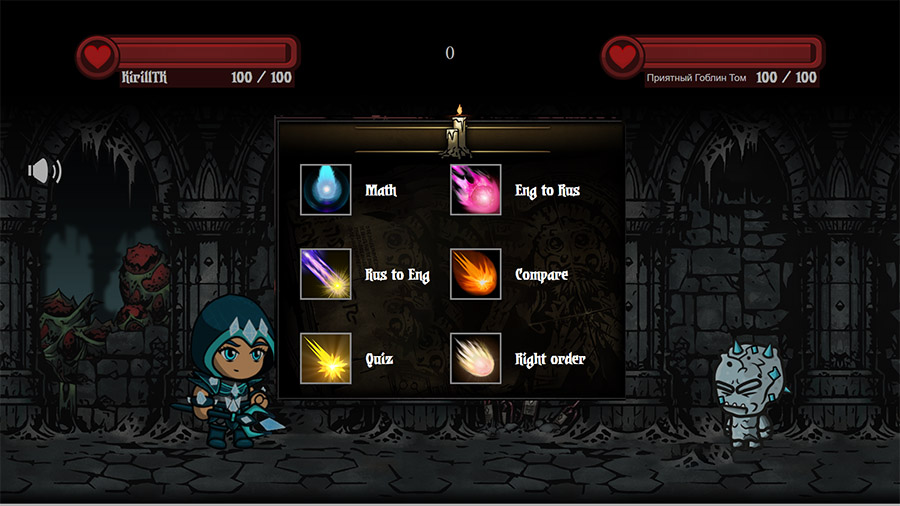 0
KirillTK 100 / 100
Приятный Гоблин Том 100 / 100
Math
Eng to Rus
Rus to Eng
Compare
Quiz
Right order